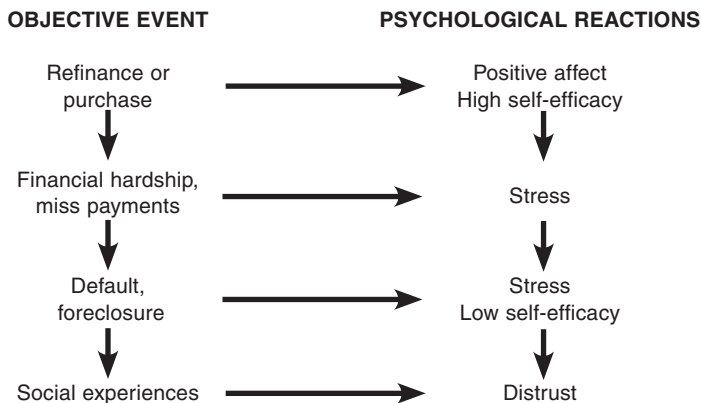 OBJECTIVE EVENT
PSYCHOLOGICAL REACTIONS
Refinance or
purchase
Positive affect
High self-efficacy
Financial hardship,
miss payments
Stress
Default,
foreclosure
Stress
Low self-efficacy
Social experiences
Distrust